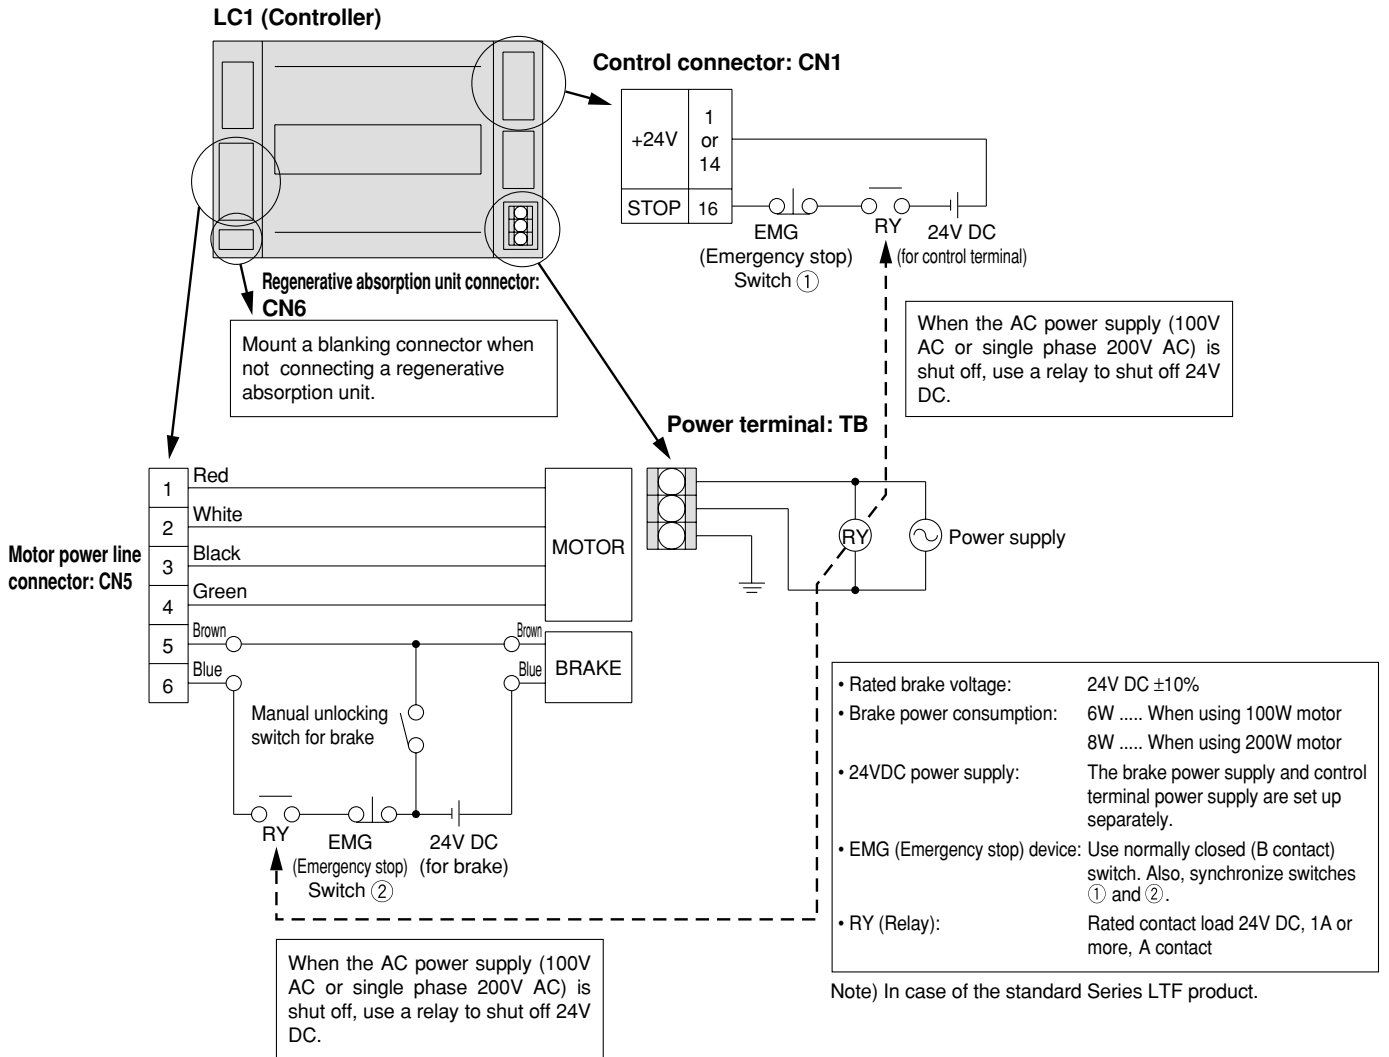 LC1 (Controller)
Control connector: CN1
+24V
1
or
14
STOP
16
EMG
(Emergency stop)
Switch ①
RY
24V DC
(for control terminal)
Regenerative absorption unit connector:
CN6
Mount a blanking connector when
not connecting a regenerative
absorption unit.
When the AC power supply (100V
AC or single phase 200V AC) is
shut off, use a relay to shut off 24V
DC.
Power terminal: TB
Motor power line
connector: CN5
1
Red
2
White
3
Black
4
Green
5
Brown
6
Blue
MOTOR
Brown
Blue
BRAKE
RY
Power supply
Manual unlocking
switch for brake
RY
EMG
(Emergency stop)
Switch ②
24V DC
(for brake)
When the AC power supply (100V
AC or single phase 200V AC) is
shut off, use a relay to shut off 24V
DC.
• Rated brake voltage: 24V DC ±10%
• Brake power consumption: 6W ..... When using 100W motor
8W ..... When using 200W motor
• 24VDC power supply: The brake power supply and control
terminal power supply are set up
separately.
• EMG (Emergency stop) device: Use normally closed (B contact)
switch. Also, synchronize switches
① and ②.
• RY (Relay): Rated contact load 24V DC, 1A or
more, A contact
Note) In case of the standard Series LTF product.